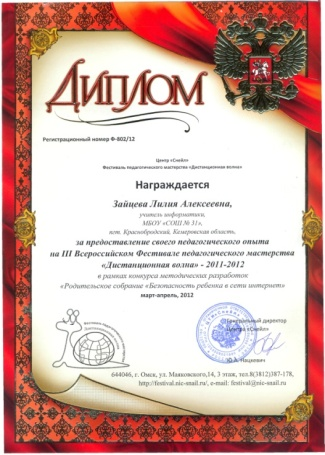 ДИПЛОМ
Регистрационный номер Ф-802/12
Центр «Снейл»
Фестиваль педагогического мастерства «Дистанционная волна»
Награждается
Зайцева Лилия Алексеевна,
учитель информатики,
МБОУ «СОШ № 31»,
пгт. Краснобродский, Кемеровская область,
за предоставление своего педагогического опыта
на III Всероссийском Фестивале педагогического мастерства
«Дистанционная волна» - 2011-2012
в рамках конкурса методических разработок
«Родительское собрание «Безопасность ребенка в сети интернет»
март-апрель, 2012
Генеральный директор
Центра «Снейл»
Ю.А. Нацкевич
644046, г. Омск, ул. Маяковского,14, 3 этаж, тел.8(3812)387-178,
http://festival.nic-snail.ru/, e-mail: festival@nic-snail.ru